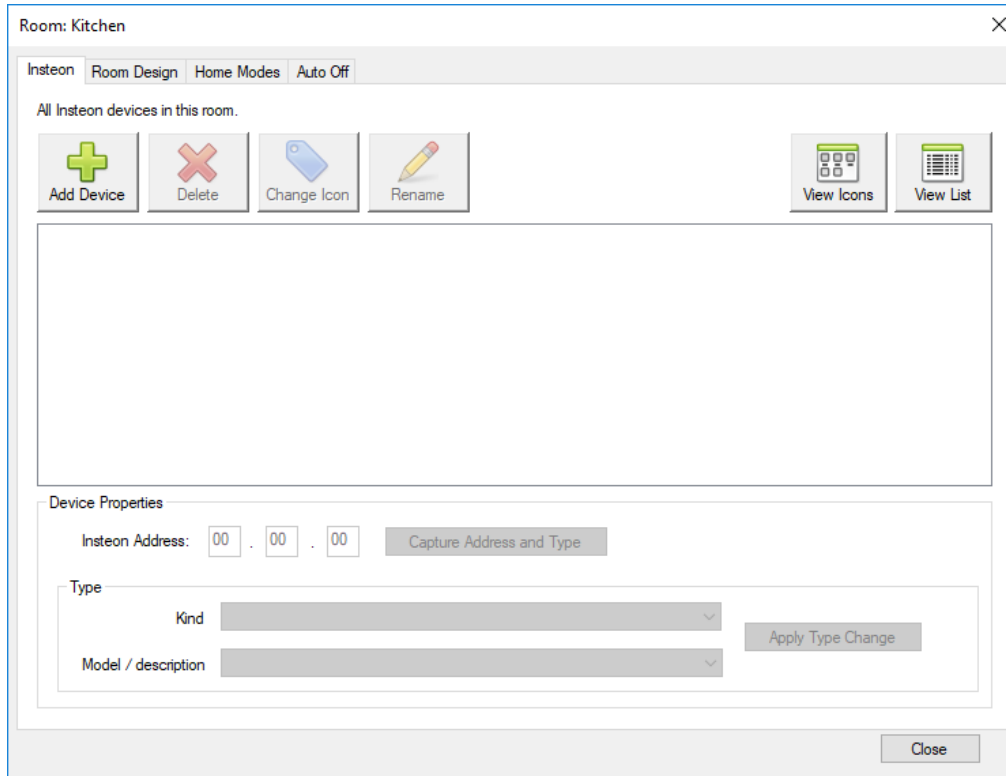 Room: Kitchen
Insteon Room Design Home Modes Auto Off
All Insteon devices in this room.
Add Device Delete Change Icon Rename View Icons View List
Device Properties
Insteon Address: 00 . 00 . 00 Capture Address and Type
Type
Kind
Apply Type Change
Model / description
Close